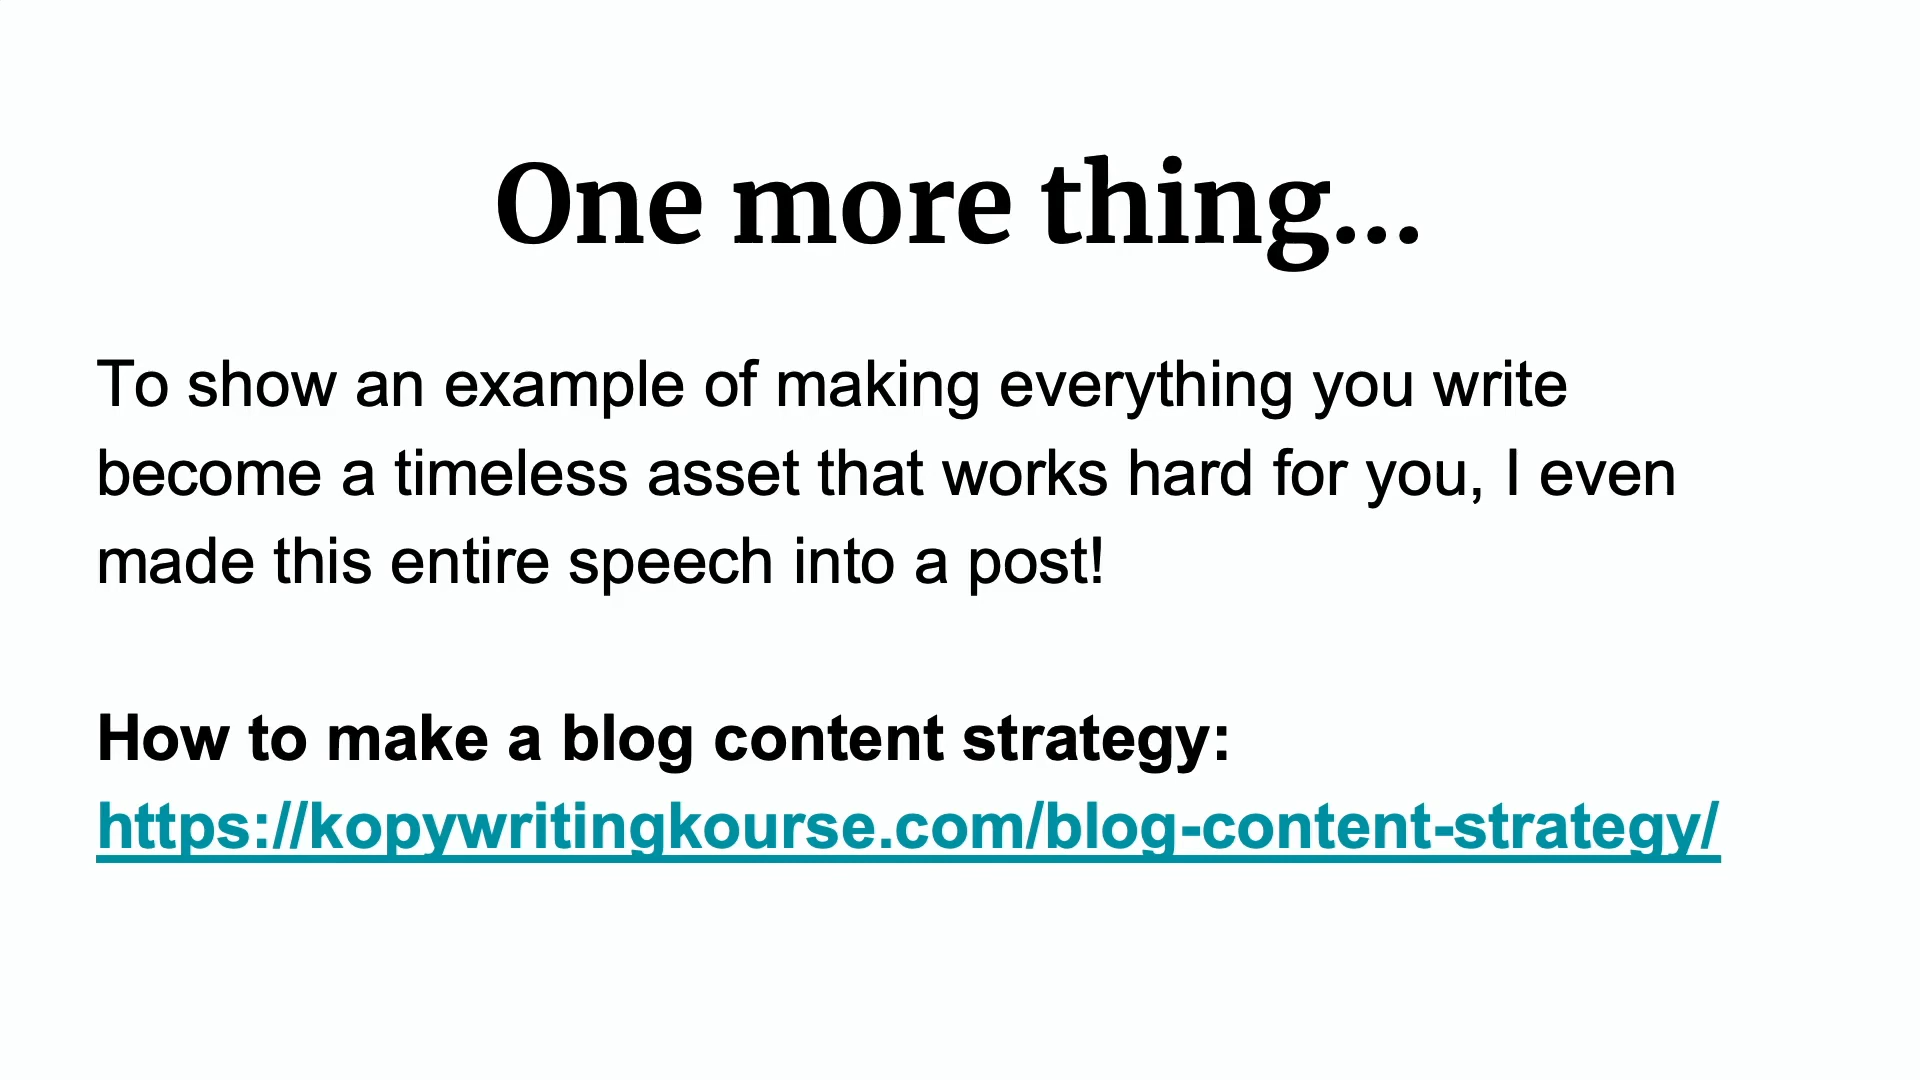 One more thing...
To show an example of making everything you write
become a timeless asset that works hard for you, I even
made this entire speech into a post!
How to make a blog content strategy:
https://kopywritingkourse.com/blog-content-strategy/